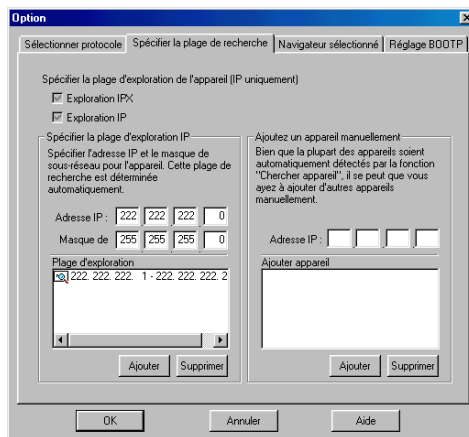 Option
Sélectionner protocole
Spécifier la plage de recherche
Navigateur sélectionné
Réglage BOOTP
Spécifier la plage d'exploration de l'appareil (IP uniquement)
Exploration IPX
Exploration IP
Spécifier la plage d'exploration IP
Spécifier l'adresse IP et le masque de
sous-réseau pour l'appareil. Cette plage de
recherche est déterminée
automatiquement.
Adresse IP : 222 . 222 . 222 . 0
Masque de 255 . 255 . 255 . 0
Plage d'exploration
222. 222. 222. 1 - 222. 222. 222. 2
Ajouter
Supprimer
Ajoutez un appareil manuellement
Bien que la plupart des appareils soient
automatiquement détectés par la fonction
"Chercher appareil", il se peut que vous
ayez à ajouter d'autres appareils
manuellement.
Adresse IP :
Ajouter appareil
Ajouter
Supprimer
OK
Annuler
Aide